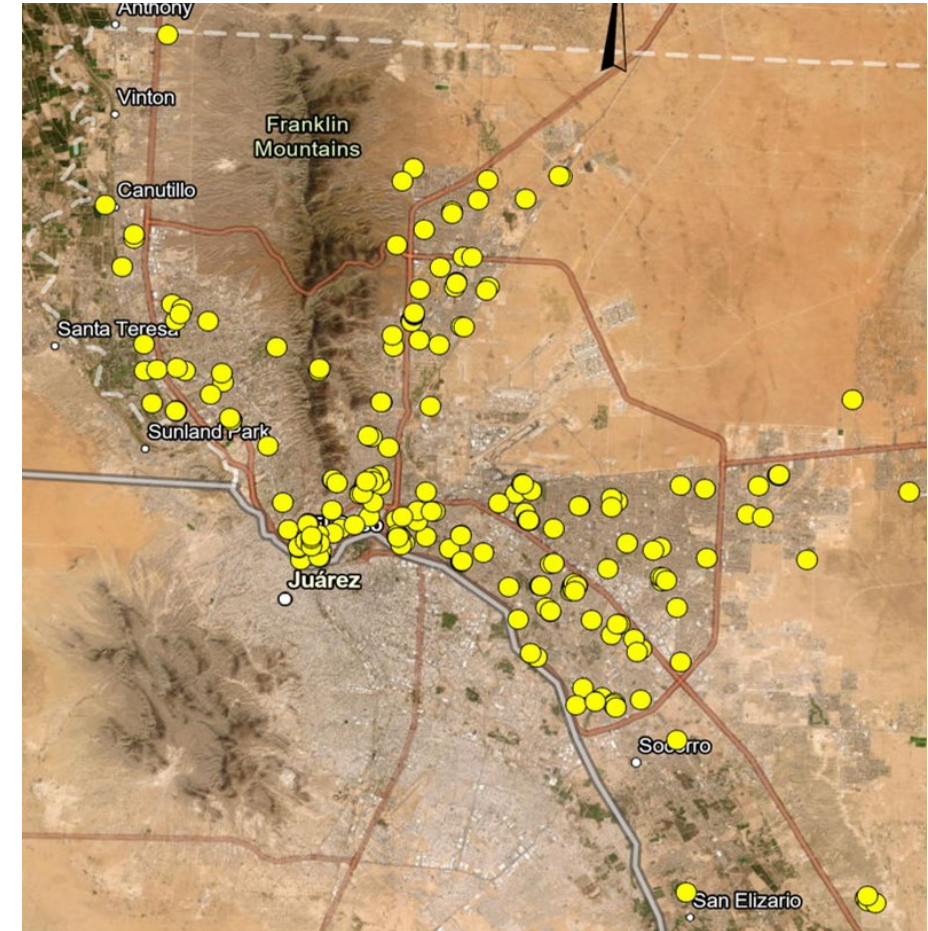 Anthony
Vinton
Franklin
Mountains
Canutillo
Santa Teresa
Sunland Park
Juárez
Socorro
San Elizario